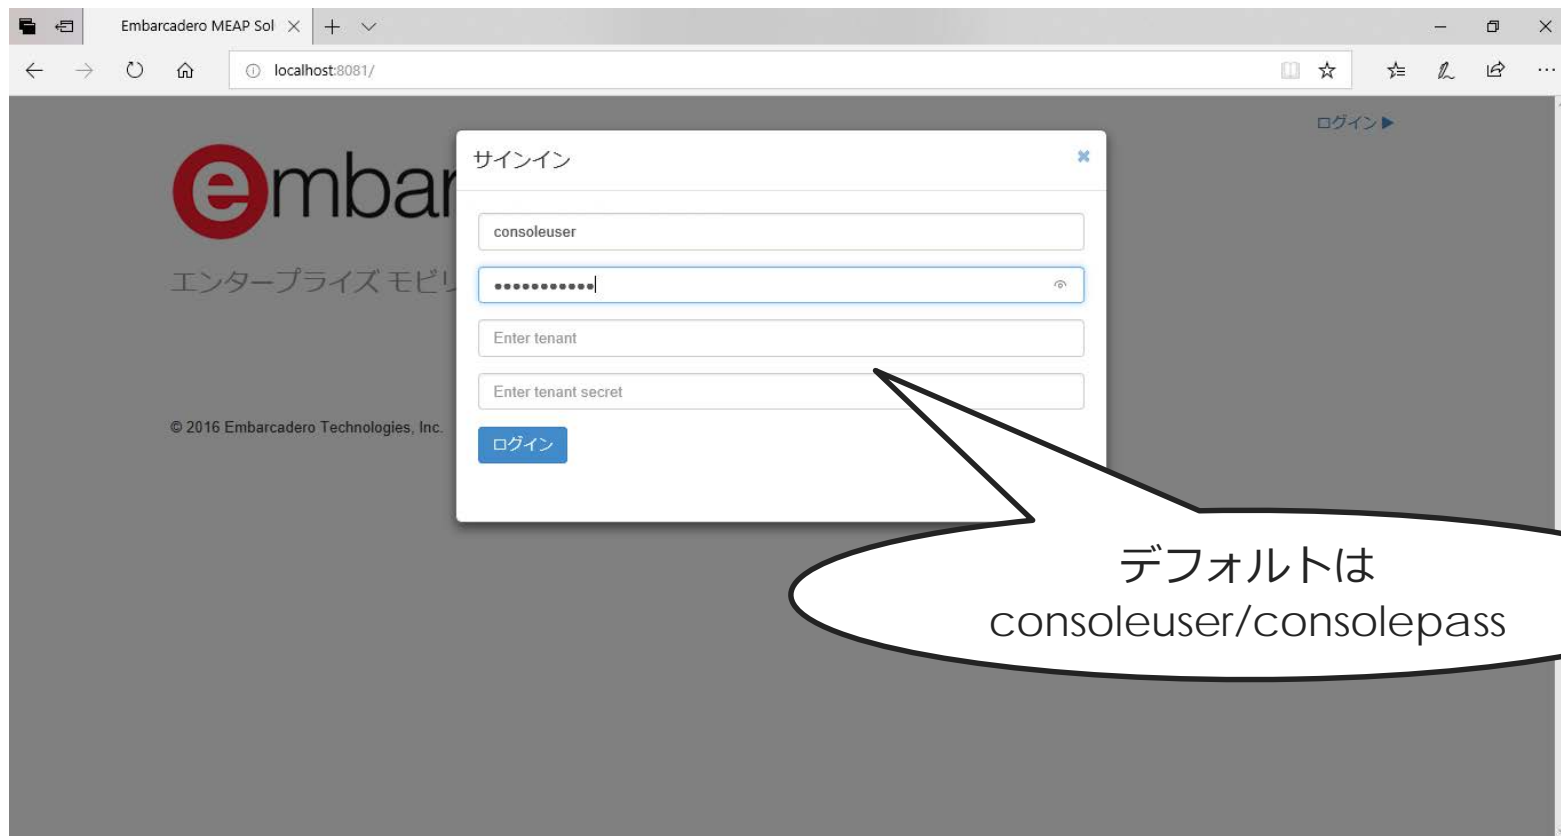 Embarcadero MEAP Sol
localhost:8081/
ログイン▶
embar
エンタープライズ モビリ
© 2016 Embarcadero Technologies, Inc.
サインイン
consoleuser
•••••••••••
Enter tenant
Enter tenant secret
ログイン
デフォルトは
consoleuser/consolepass